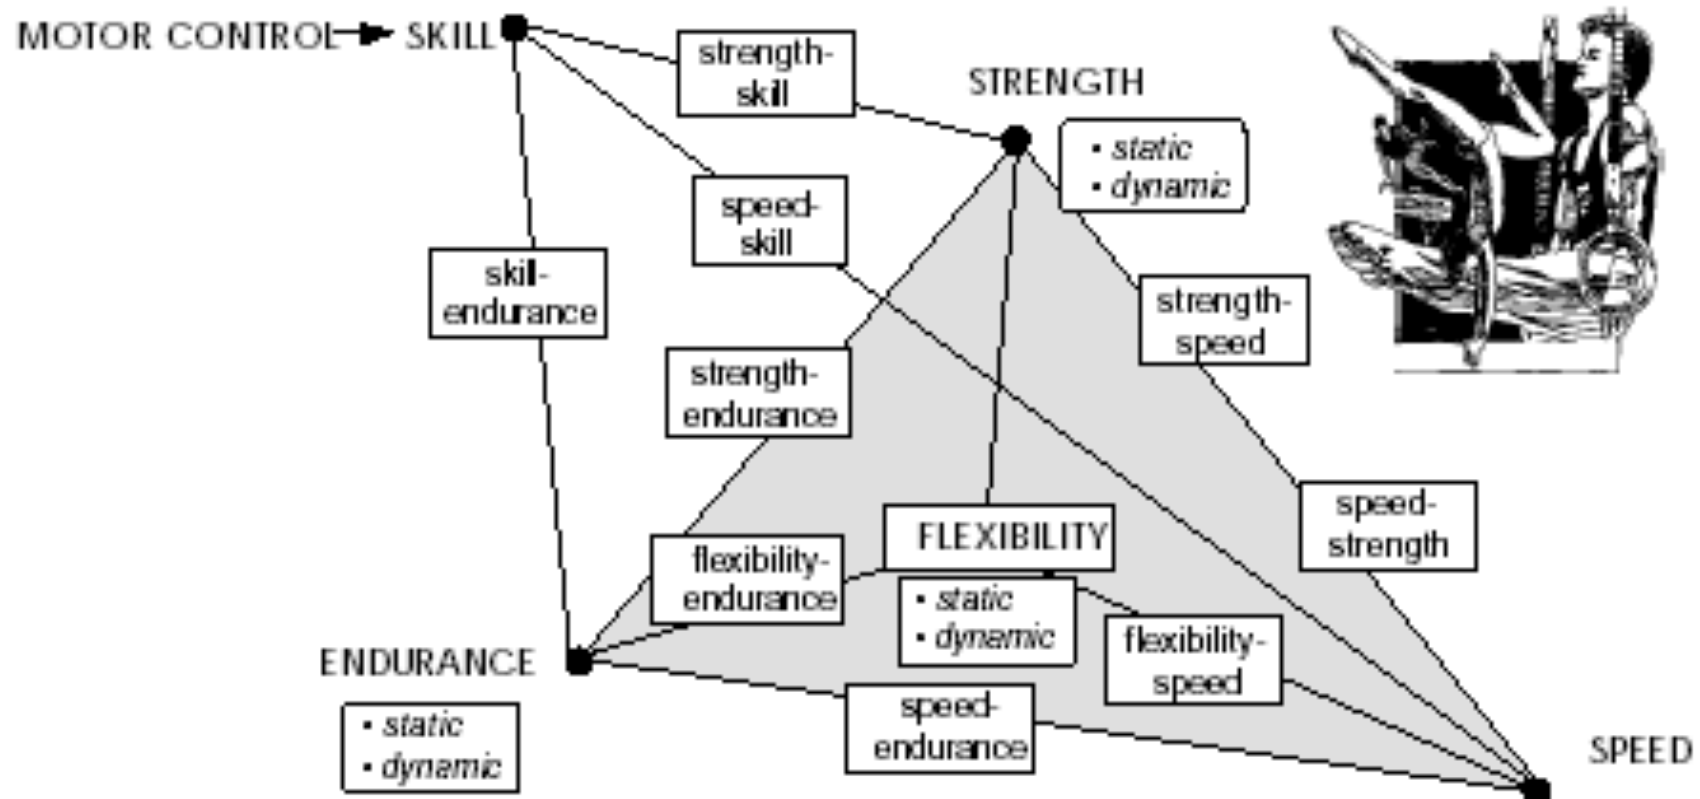 MOTOR CONTROL SKILL
strength-
skill
STRENGTH
• static
• dynamic
speed-
skill
skill-
endurance
strength-
speed
strength-
endurance
speed-
strength
FLEXIBILITY
• static
• dynamic
flexibility-
endurance
flexibility-
speed
ENDURANCE
• static
• dynamic
speed-
endurance
SPEED